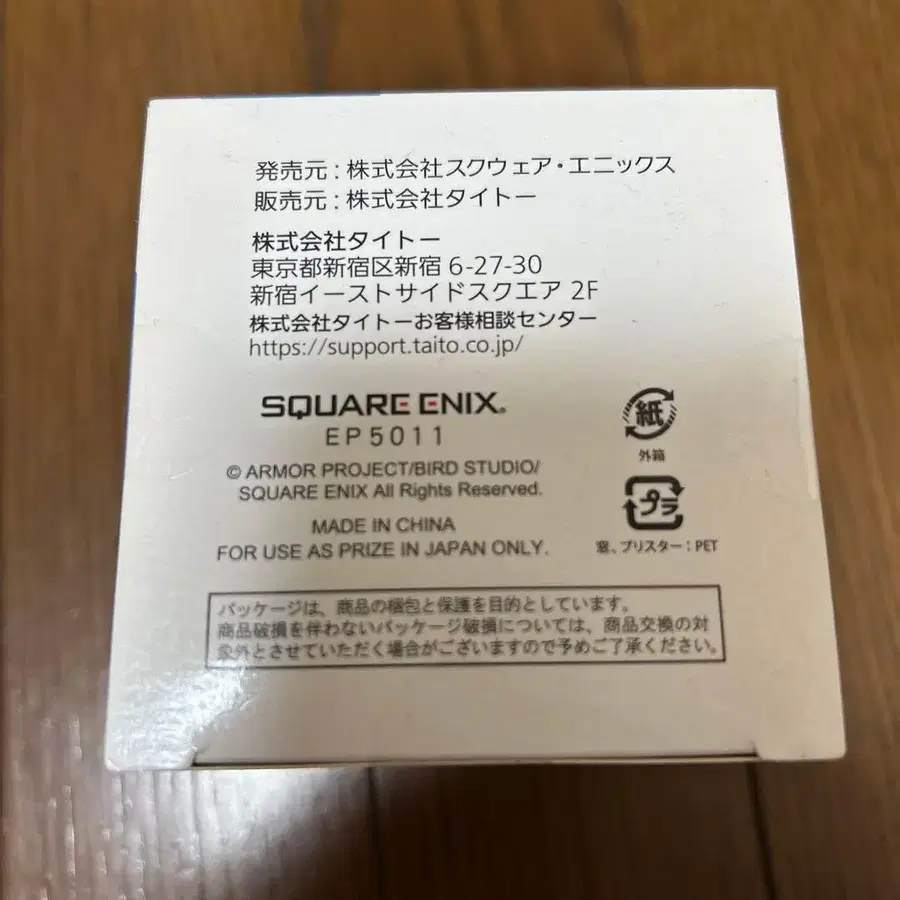 発売元：株式会社スクウェア・エニックス
販売元：株式会社タイトー
株式会社タイトー
東京都新宿区新宿 6-27-30
新宿イーストサイドスクエア 2F
株式会社タイトーお客様相談センター
https://support.taito.co.jp/
SQUARE ENIX.
EP5011
© ARMOR PROJECT/BIRD STUDIO/
SQUARE ENIX All Rights Reserved.
MADE IN CHINA
FOR USE AS PRIZE IN JAPAN ONLY.
紙
外箱
プラ
窓、ブリスター：PET
パッケージは、商品の梱包と保護を目的としています。
商品破損を伴わないパッケージ破損については、商品交換の対
象外とさせていただく場合がございますので予めご了承ください。